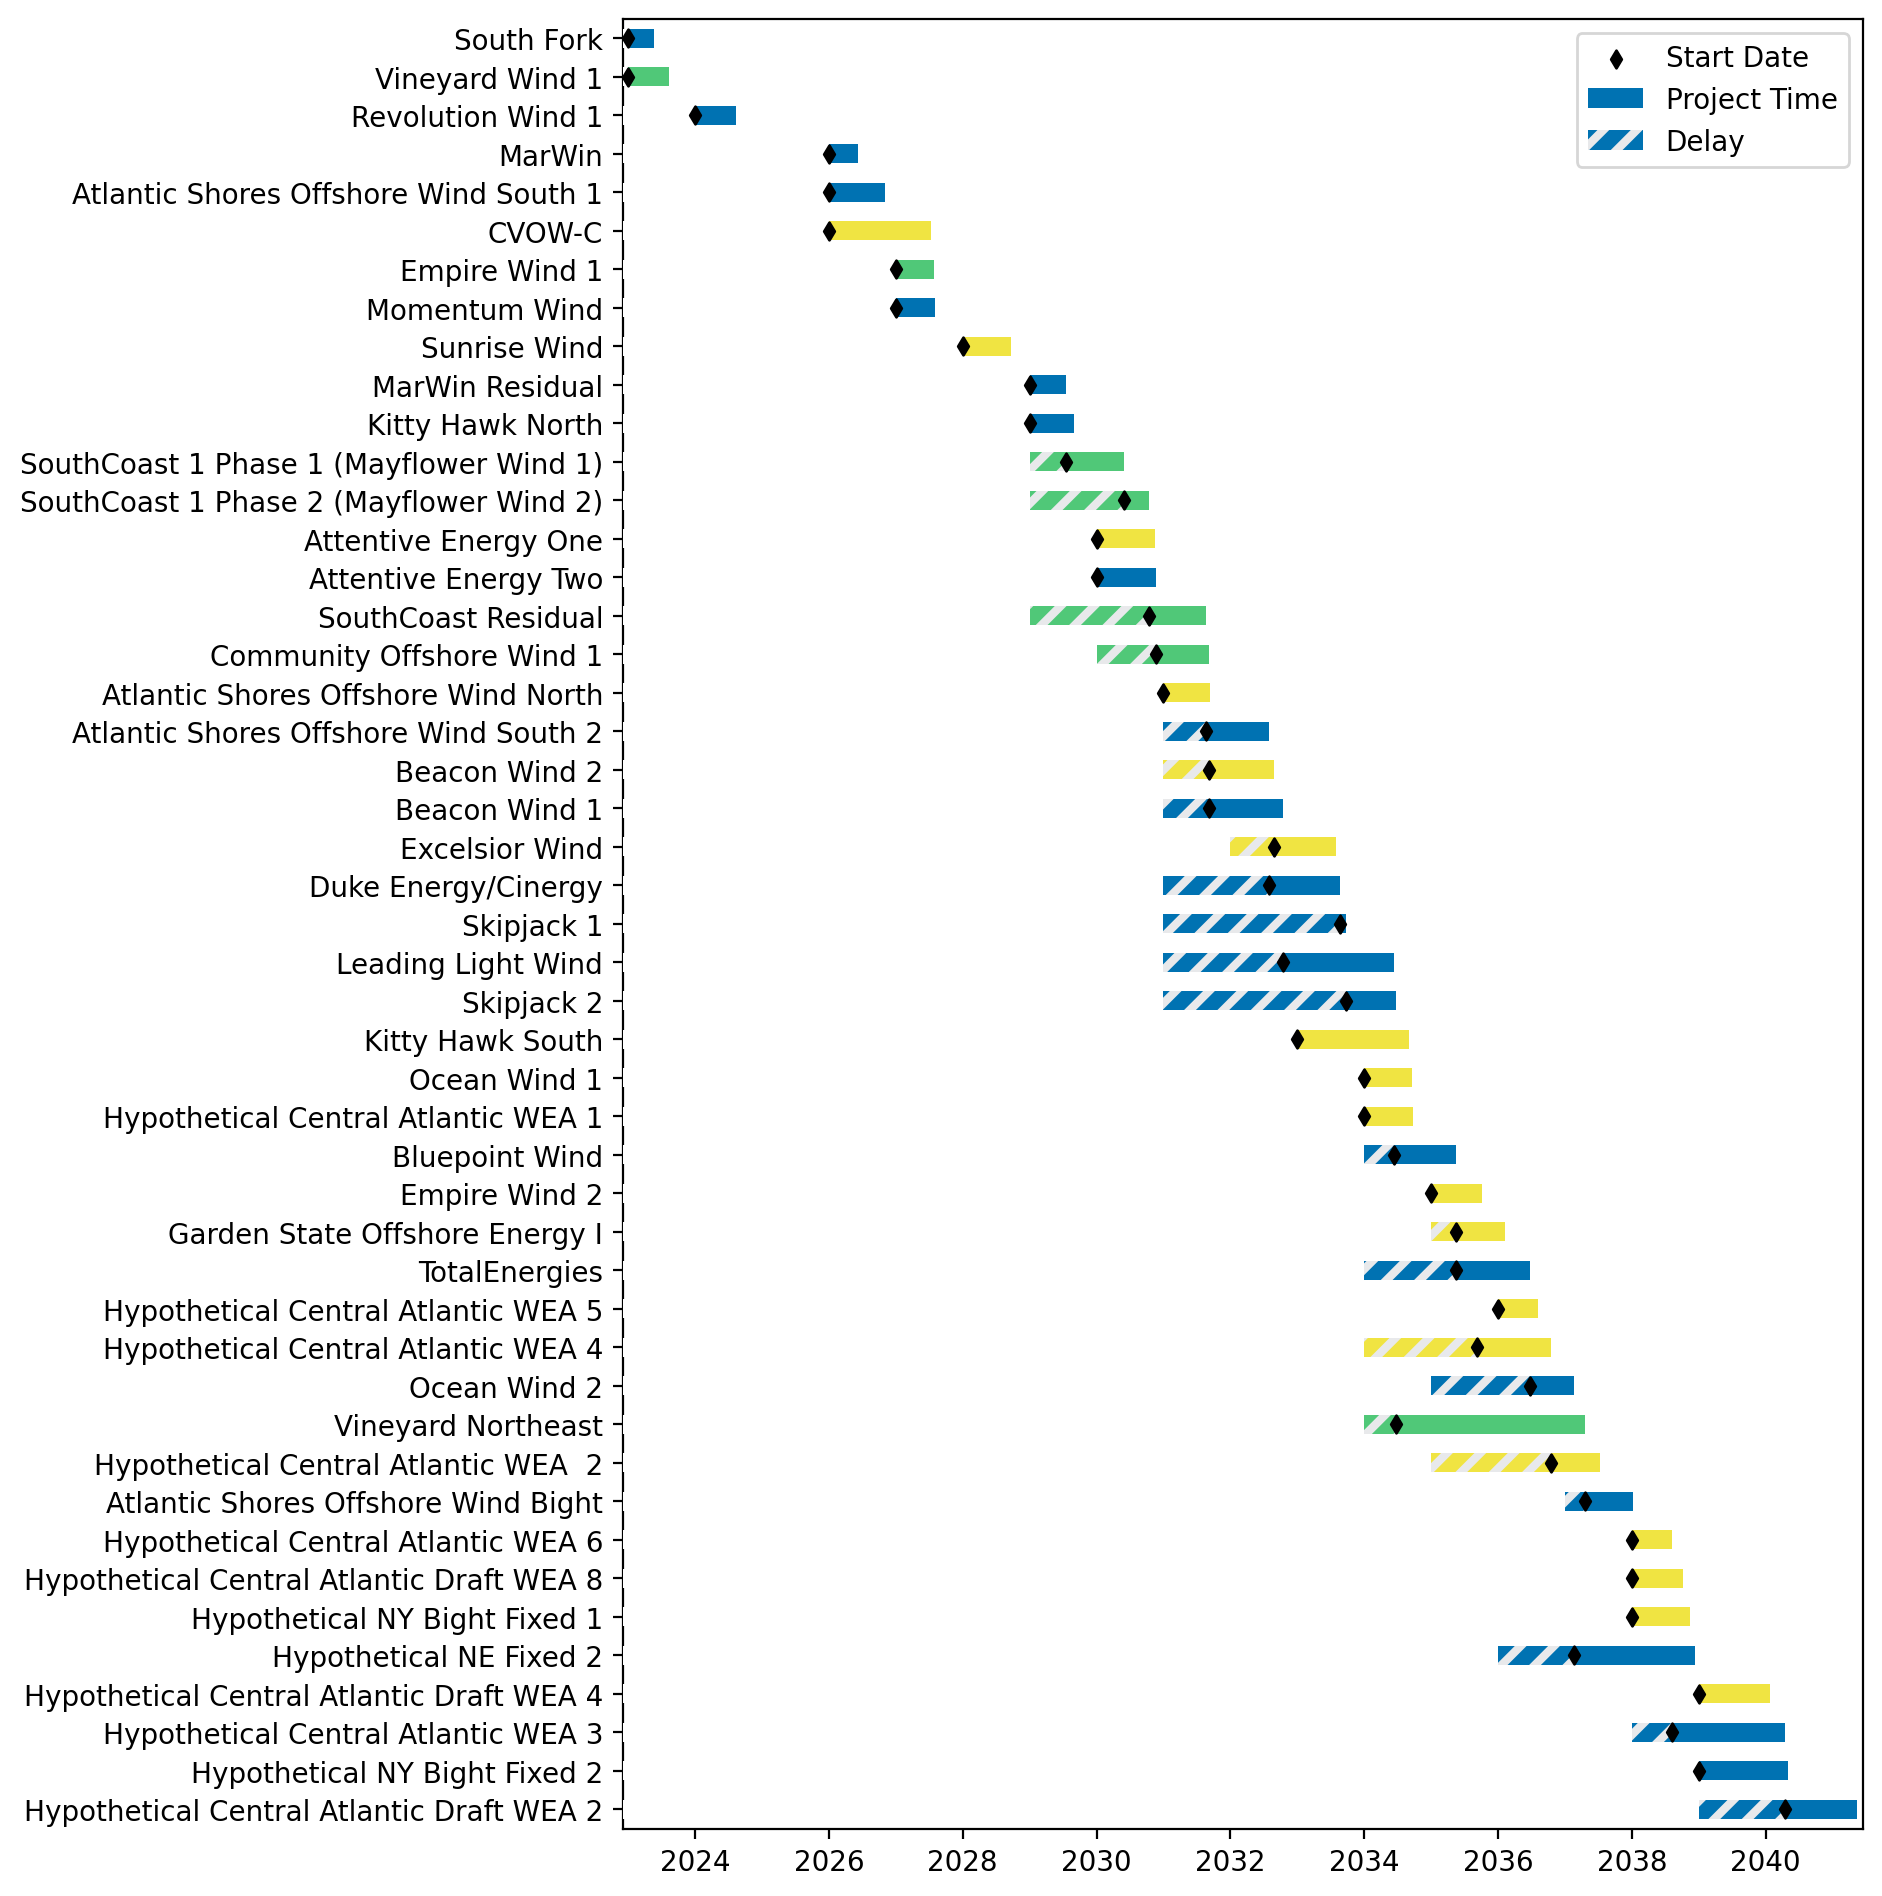 South Fork
Vineyard Wind 1
Revolution Wind 1
MarWin
Atlantic Shores Offshore Wind South 1
CVOW-C
Empire Wind 1
Momentum Wind
Sunrise Wind
MarWin Residual
Kitty Hawk North
SouthCoast 1 Phase 1 (Mayflower Wind 1)
SouthCoast 1 Phase 2 (Mayflower Wind 2)
Attentive Energy One
Attentive Energy Two
SouthCoast Residual
Community Offshore Wind 1
Atlantic Shores Offshore Wind North
Atlantic Shores Offshore Wind South 2
Beacon Wind 2
Beacon Wind 1
Excelsior Wind
Duke Energy/Cinergy
Skipjack 1
Leading Light Wind
Skipjack 2
Kitty Hawk South
Ocean Wind 1
Hypothetical Central Atlantic WEA 1
Bluepoint Wind
Empire Wind 2
Garden State Offshore Energy I
TotalEnergies
Hypothetical Central Atlantic WEA 5
Hypothetical Central Atlantic WEA 4
Ocean Wind 2
Vineyard Northeast
Hypothetical Central Atlantic WEA  2
Atlantic Shores Offshore Wind Bight
Hypothetical Central Atlantic WEA 6
Hypothetical Central Atlantic Draft WEA 8
Hypothetical NY Bight Fixed 1
Hypothetical NE Fixed 2
Hypothetical Central Atlantic Draft WEA 4
Hypothetical Central Atlantic WEA 3
Hypothetical NY Bight Fixed 2
Hypothetical Central Atlantic Draft WEA 2
Start Date
Project Time
Delay
2024 2026 2028 2030 2032 2034 2036 2038 2040